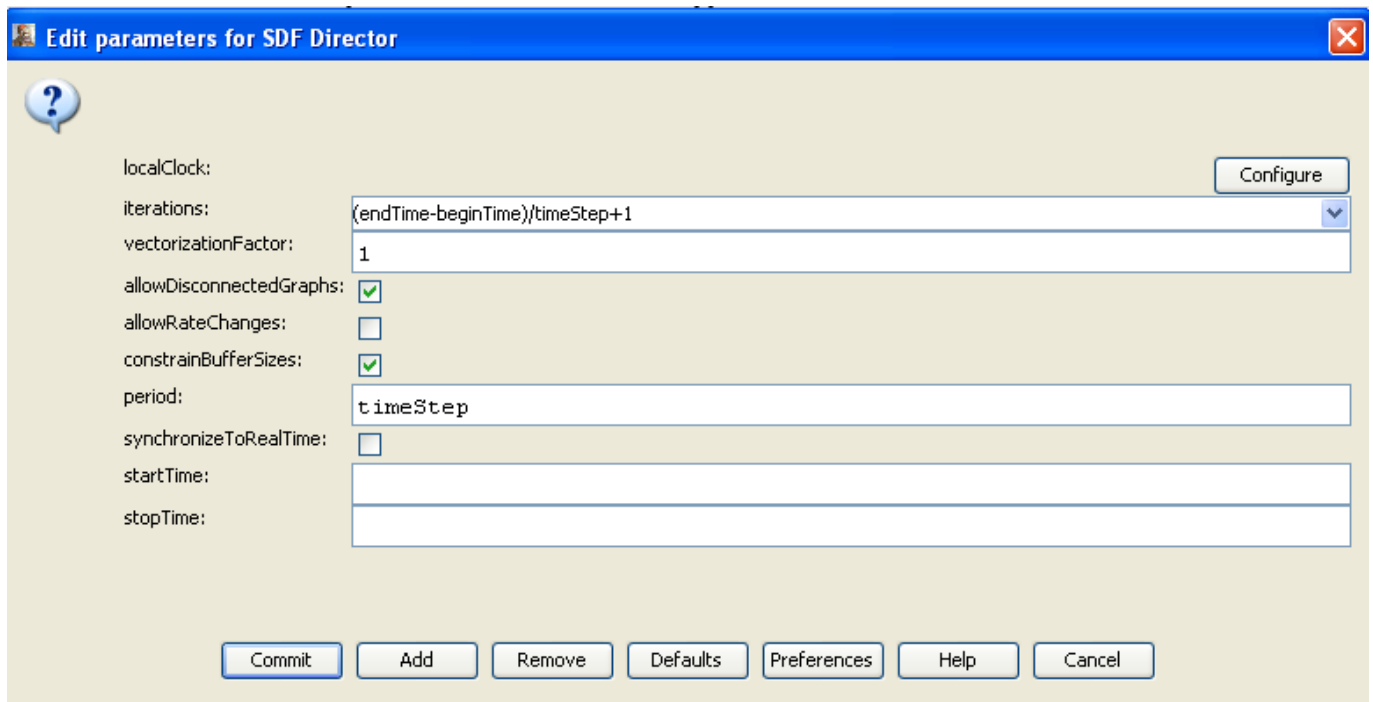 Edit parameters for SDF Director
localClock:
Configure
iterations:
(endTime-beginTime)/timeStep+1
vectorizationFactor:
1
allowDisconnectedGraphs:
allowRateChanges:
constrainBufferSizes:
period:
timeStep
synchronizeToRealTime:
startTime:
stopTime:
Commit Add Remove Defaults Preferences Help Cancel